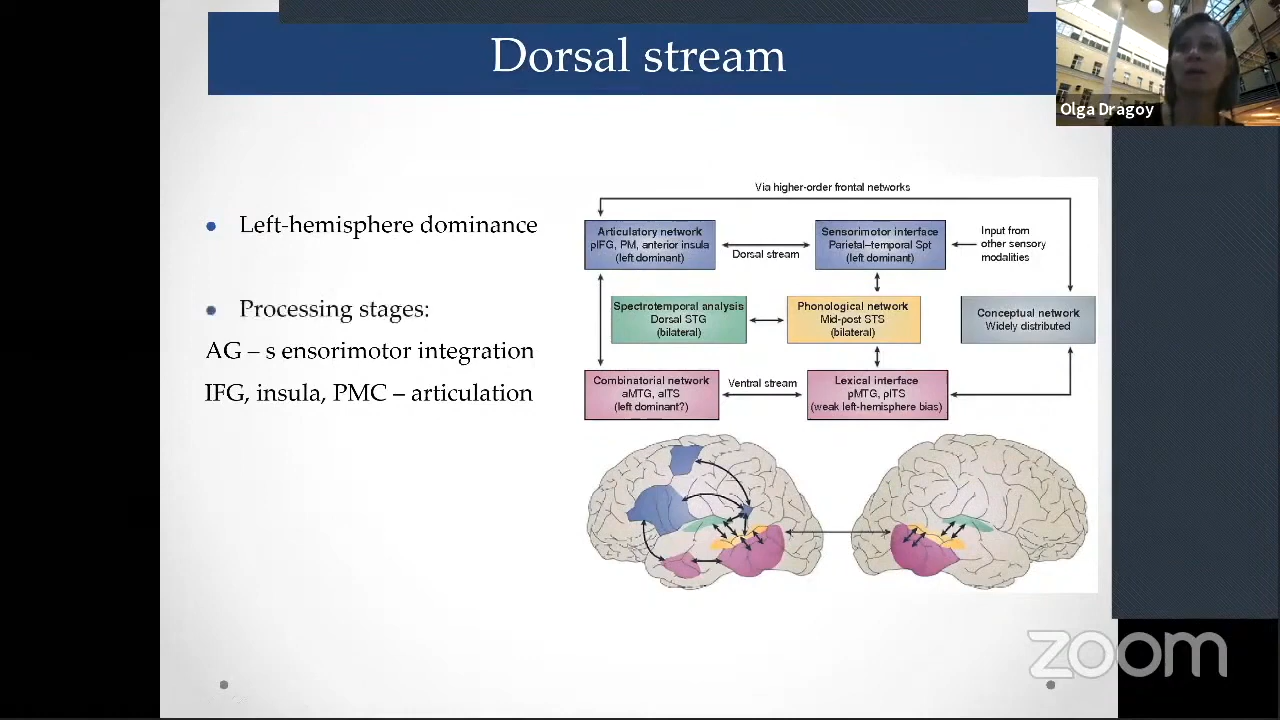 Dorsal stream
Olga Dragoy
• Left-hemisphere dominance
• Processing stages:
AG – s ensorimotor integration
IFG, insula, PMC – articulation
Via higher-order frontal networks
Articulatory network
pIFG, PM, anterior insula
(left dominant)
Dorsal stream
Sensorimotor interface
Parietal–temporal Spt
(left dominant)
Input from
other sensory
modalities
Spectrotemporal analysis
Dorsal STG
(bilateral)
Phonological network
Mid-post STS
(bilateral)
Conceptual network
Widely distributed
Combinatorial network
aMTG, aITS
(left dominant?)
Ventral stream
Lexical interface
pMTG, pITS
(weak left-hemisphere bias)
zoom